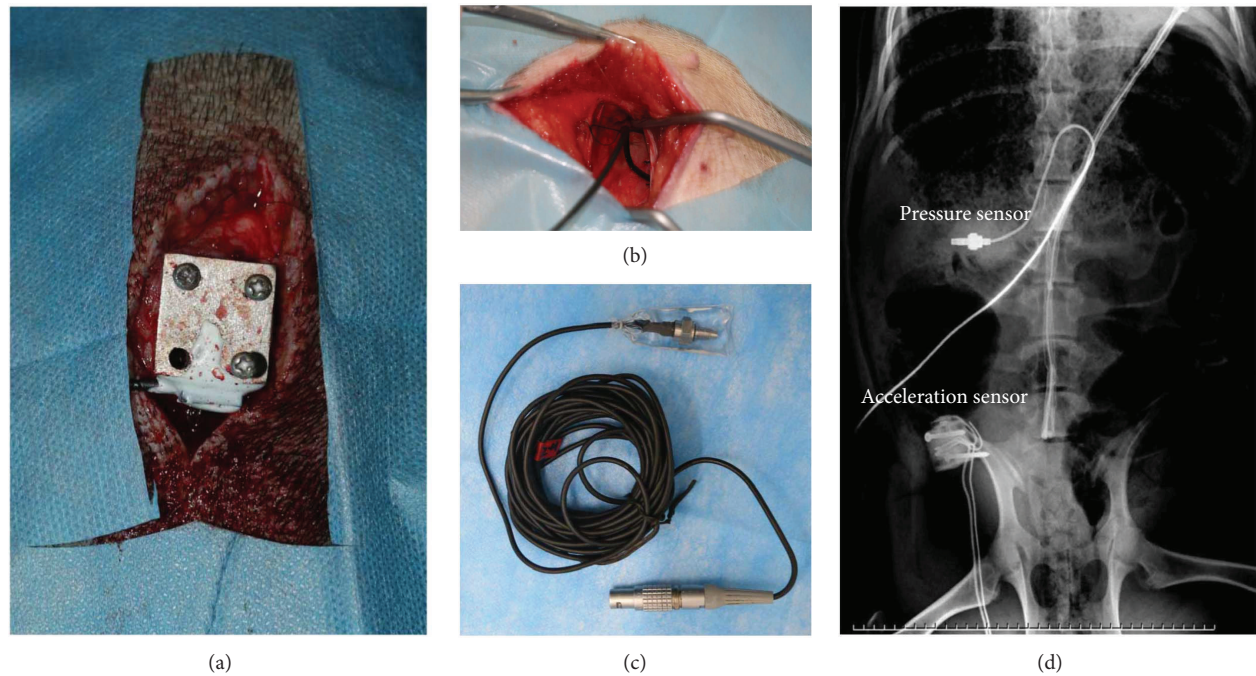 Pressure sensor
Acceleration sensor
(a)
(b)
(c)
(d)